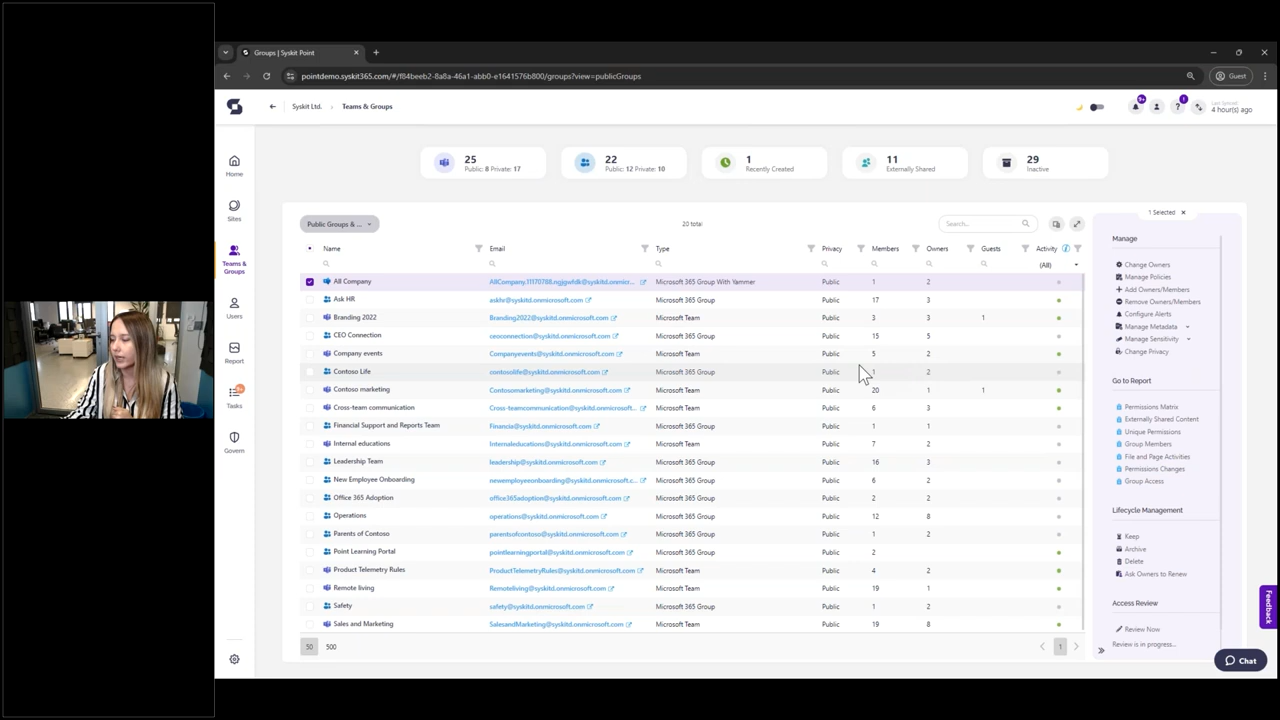 Groups | Syskit Point
pointdemo.syskit365.com/#/f84beeb2-8a8a-46a1-abb0-e1641576b800/groups?view=publicGroups
Guest
Syskit Ltd. › Teams & Groups
9+
1
Last Synced:
4 hour(s) ago
Home
Sites
Teams &
Groups
Users
Report
9+
Tasks
Govern
25
Public: 8 Private: 17
22
Public: 12 Private: 10
1
Recently Created
11
Externally Shared
29
Inactive
Public Groups & ...
20 total
Search...
Name Email Type Privacy Members Owners Guests Activity
(All)
All Company Microsoft 365 Group With Yammer Public 1 2
Ask HR askhr@syskitd.onmicrosoft.com Microsoft 365 Group Public 17 3
Branding 2022 Branding2022@syskitd.onmicrosoft.com Microsoft Team Public 3 3 1
CEO Connection ceoconnection@syskitd.onmicrosoft.com Microsoft 365 Group Public 15 5
Company events Companyevents@syskitd.onmicrosoft.com Microsoft Team Public 5 2
Contoso Life contosolife@syskitd.onmicrosoft.com Microsoft 365 Group Public 2
Contoso marketing Contosomarketing@syskitd.onmicrosoft.com Microsoft Team Public 20 1 1
Cross-team communication Cross-teamcommunication@syskitd.onmicrosoft... Microsoft Team Public 6 3
Financial Support and Reports Team Financia@syskitd.onmicrosoft.com Microsoft 365 Group Public 1 1
Internal educations Internaleducations@syskitd.onmicrosoft.com Microsoft Team Public 7 2
Leadership Team leadership@syskitd.onmicrosoft.com Microsoft 365 Group Public 16 3
New Employee Onboarding newemployeeonboarding@syskitd.onmicrosoft.c... Microsoft 365 Group Public 6 2
Office 365 Adoption office365adoption@syskitd.onmicrosoft.com Microsoft 365 Group Public 2 2
Operations operations@syskitd.onmicrosoft.com Microsoft 365 Group Public 12 8
Parents of Contoso parentsofcontoso@syskitd.onmicrosoft.com Microsoft 365 Group Public 1 2
Point Learning Portal pointlearningportal@syskitd.onmicrosoft.com Microsoft 365 Group Public 2
Product Telemetry Rules ProductTelemetryRules@syskitd.onmicrosoft.com Microsoft Team Public 4 2
Remote living Remoteliving@syskitd.onmicrosoft.com Microsoft Team Public 19 1
Safety safety@syskitd.onmicrosoft.com Microsoft 365 Group Public 1 2
Sales and Marketing SalesandMarketing@syskitd.onmicrosoft.com Microsoft Team Public 19 8
50 500
1
1 Selected
Manage
Change Owners
Manage Policies
Add Owners/Members
Remove Owners/Members
Configure Alerts
Manage Metadata
Manage Sensitivity
Change Privacy
Go to Report
Permissions Matrix
Externally Shared Content
Unique Permissions
Group Members
File and Page Activities
Permissions Changes
Group Access
Lifecycle Management
Keep
Archive
Delete
Ask Owners to Renew
Access Review
Review Now
Review is in progress...
Feedback
Chat